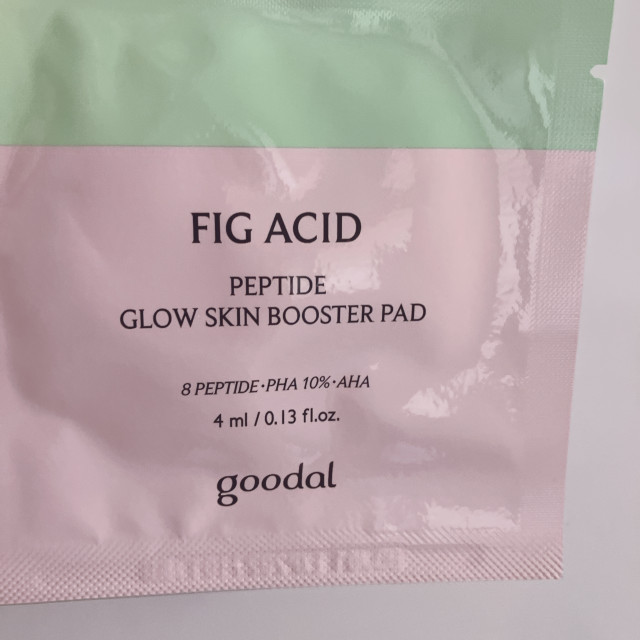 FIG ACID
PEPTIDE
GLOW SKIN BOOSTER PAD
8 PEPTIDE·PHA 10%·AHA
4 ml / 0.13 fl.oz.
goodal